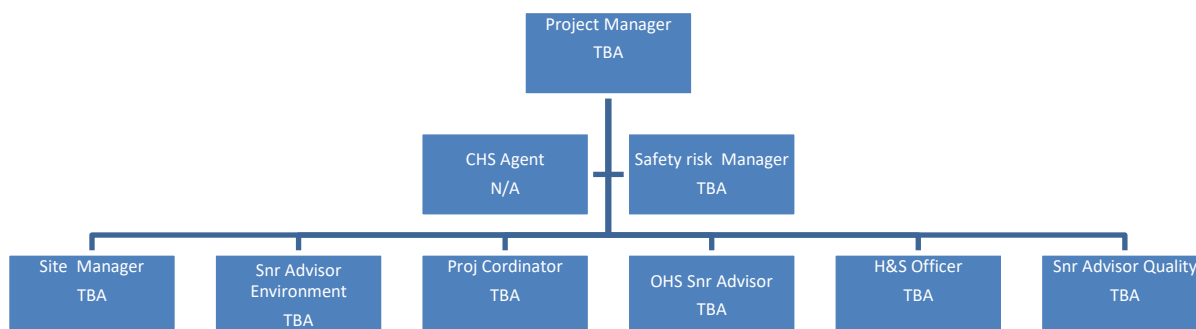 Project Manager
TBA
CHS Agent
N/A
Safety risk  Manager
TBA
Site  Manager
TBA
Snr Advisor
Environment
TBA
Proj Cordinator
TBA
OHS Snr Advisor
TBA
H&S Officer
TBA
Snr Advisor Quality
TBA